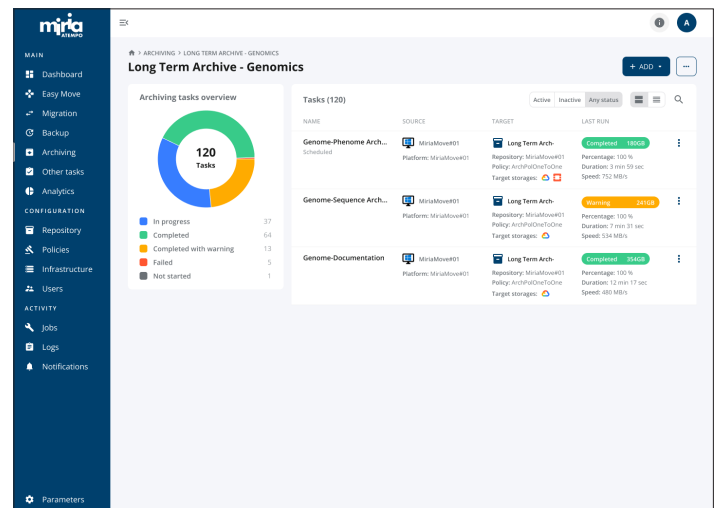 miria
ATEMPO
MAIN
Dashboard
Easy Move
Migration
Backup
Archiving
Other tasks
Analytics
CONFIGURATION
Repository
Policies
Infrastructure
Users
ACTIVITY
Jobs
Logs
Notifications
Parameters
i A
> ARCHIVING > LONG TERM ARCHIVE - GENOMICS
Long Term Archive - Genomics
+ ADD
...
Archiving tasks overview
120
Tasks
In progress 37
Completed 64
Completed with warning 13
Failed 5
Not started 1
Tasks (120)
Active Inactive Any status
NAME SOURCE TARGET LAST RUN
Genome-Phenome Arch... MiriaMove#01 Long Term Arch- Completed 180GB
Scheduled
Platform: MiriaMove#01 Repository: MiriaMove#01 Percentage: 100 %
Policy: ArchPolOneToOne Duration: 3 min 59 sec
Target storages: Speed: 752 MB/s
Genome-Sequence Arch... MiriaMove#01 Long Term Arch- Warning 241GB
Platform: MiriaMove#01 Repository: MiriaMove#01 Percentage: 100 %
Policy: ArchPolOneToOne Duration: 7 min 31 sec
Target storages: Speed: 534 MB/s
Genome-Documentation MiriaMove#01 Long Term Arch- Completed 354GB
Platform: MiriaMove#01 Repository: MiriaMove#01 Percentage: 100 %
Policy: ArchPolOneToOne Duration: 12 min 17 sec
Target storages: Speed: 480 MB/s